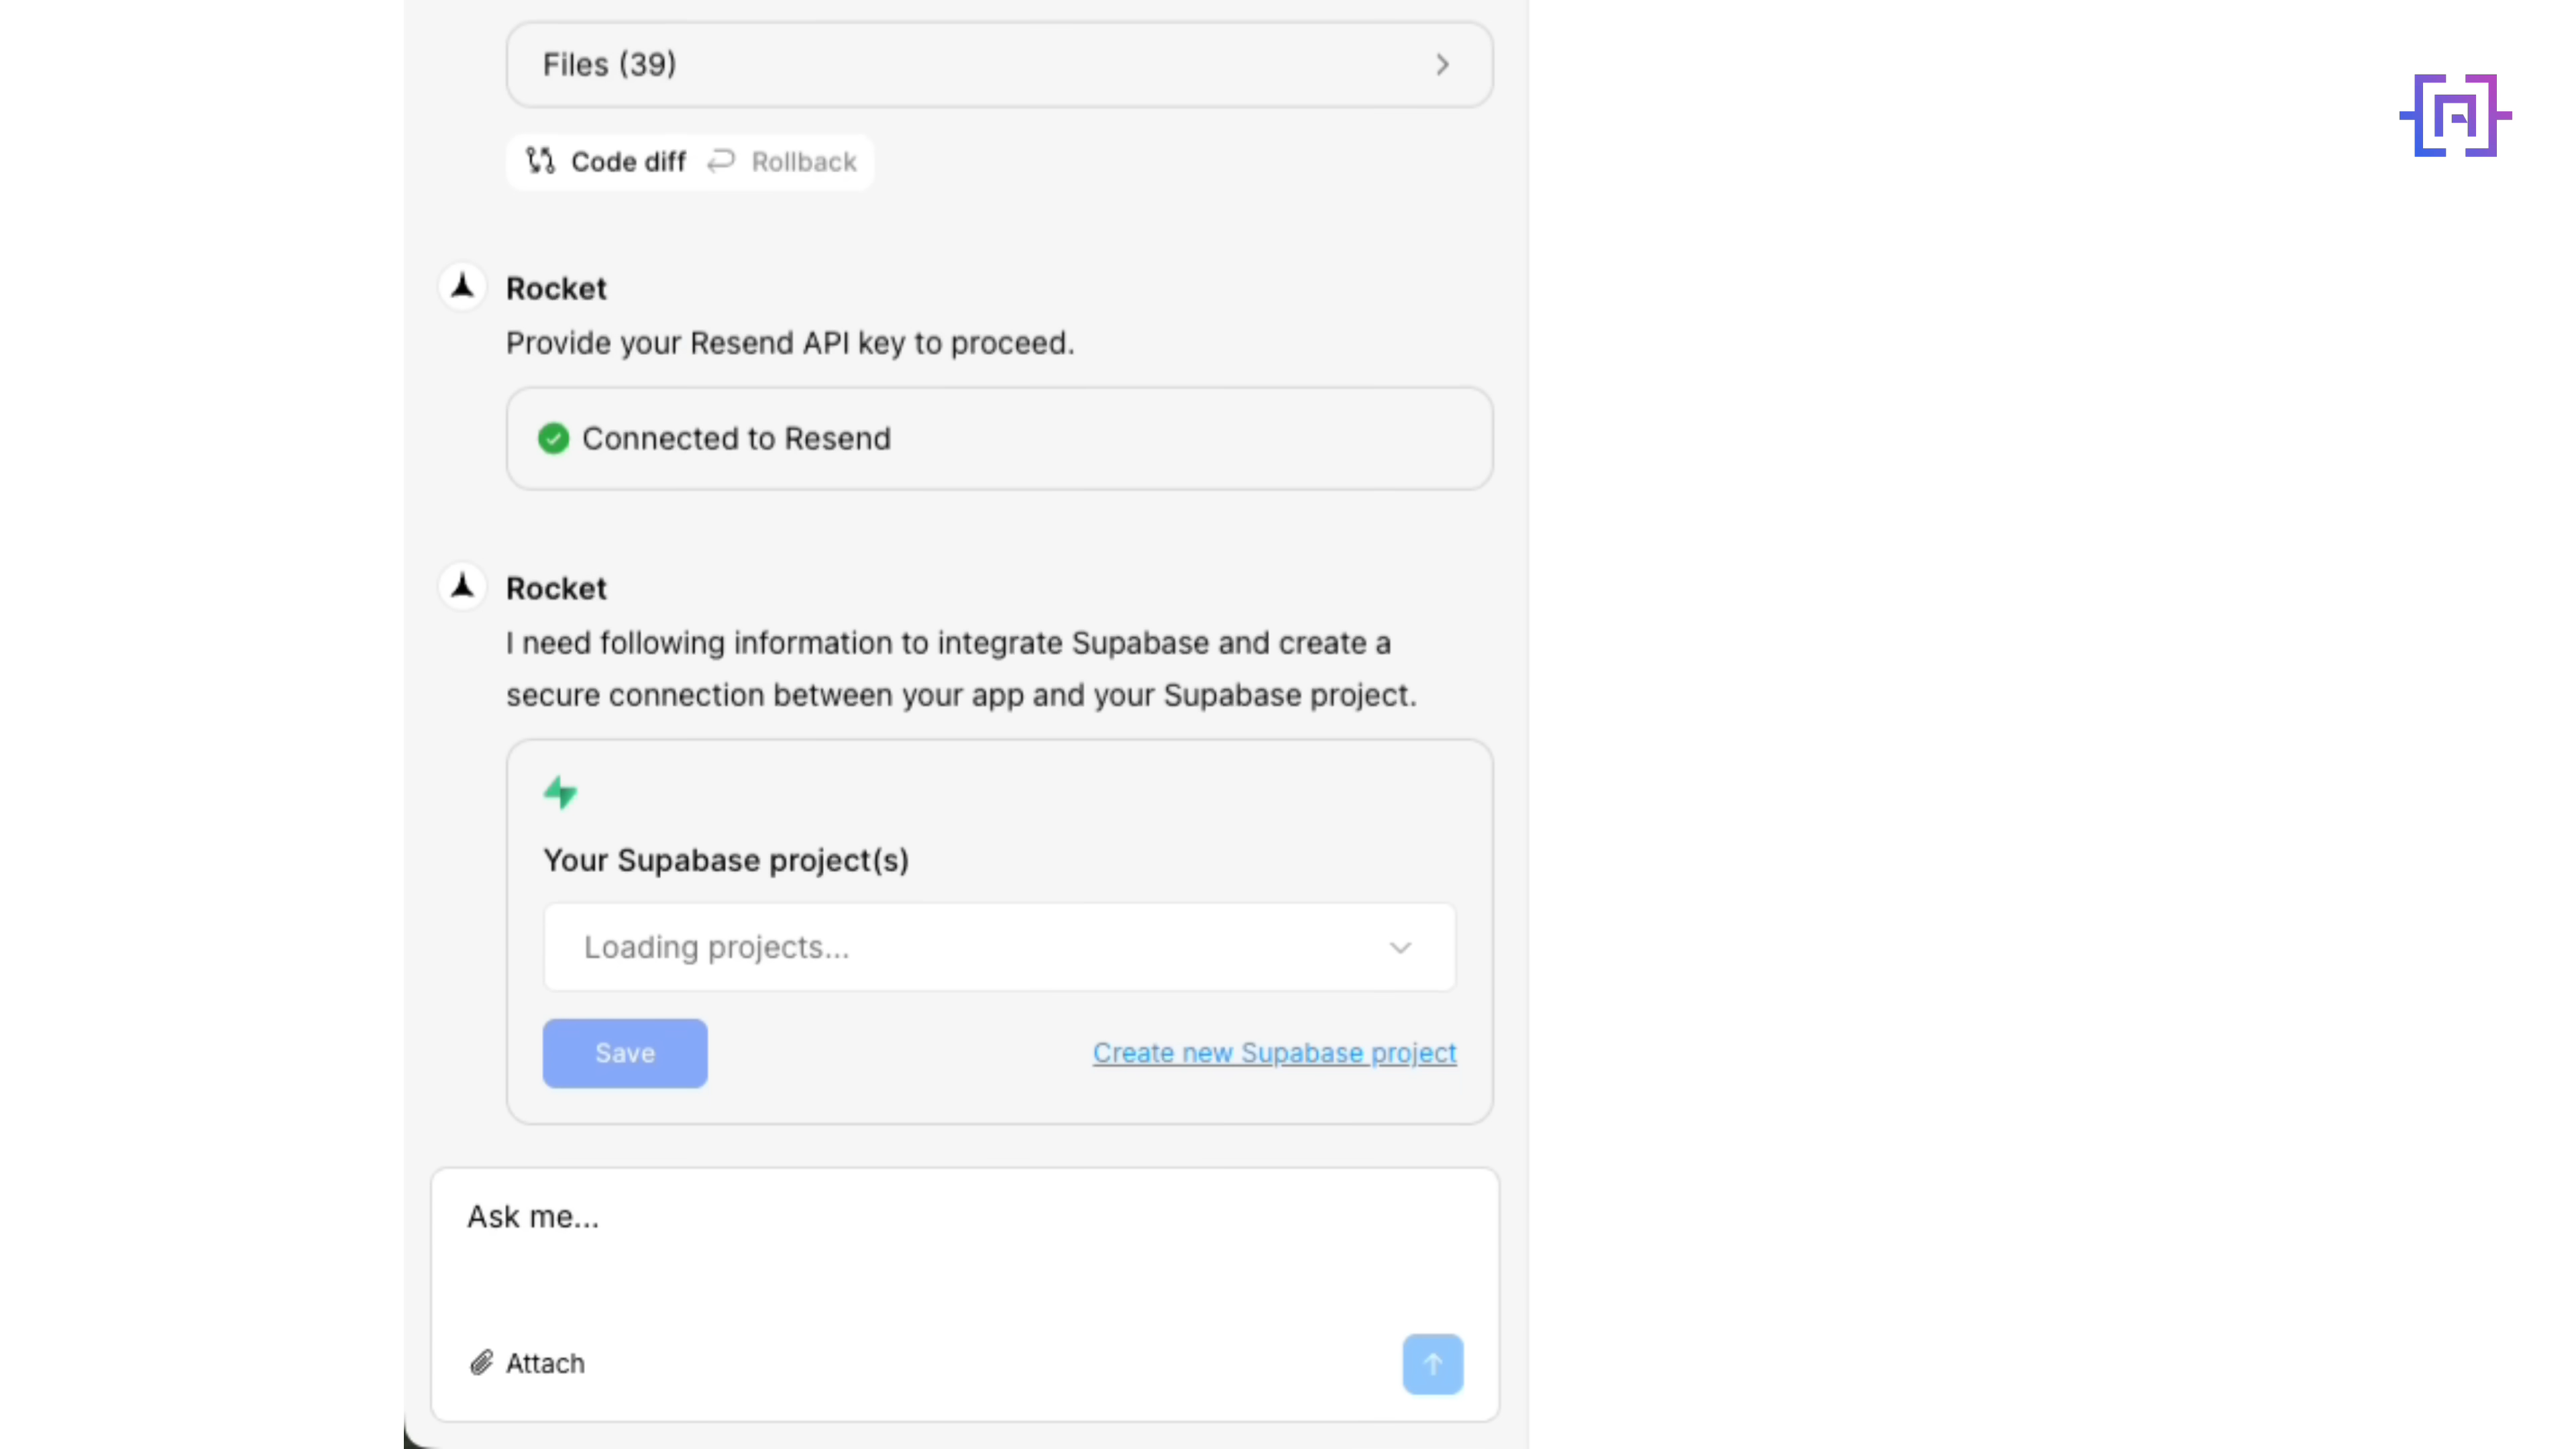 Files (39)
Code diff Rollback
Rocket
Provide your Resend API key to proceed.
Connected to Resend
Rocket
I need following information to integrate Supabase and create a
secure connection between your app and your Supabase project.
Your Supabase project(s)
Loading projects...
Save Create new Supabase project
Ask me...
Attach